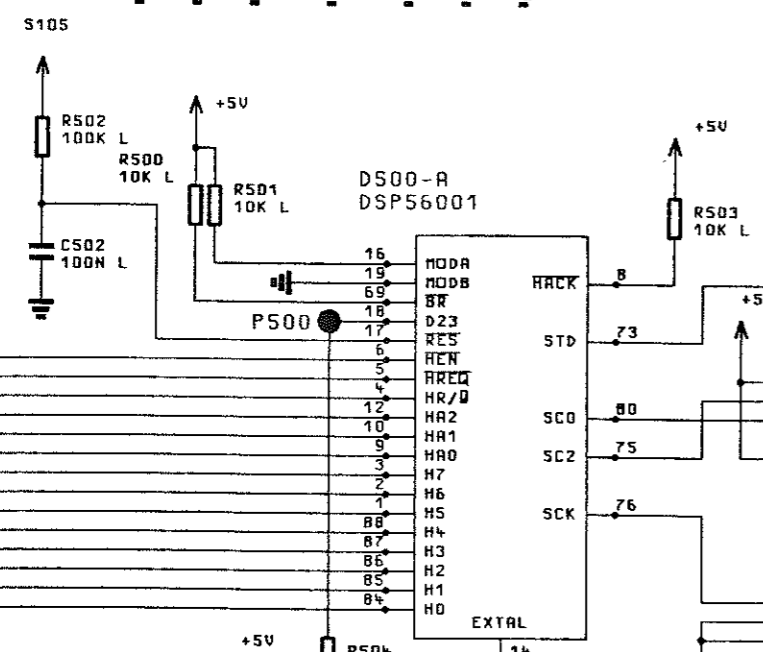 S105
R502
100K L
+5V
R500
10K L
R501
10K L
D500-A
DSP56001
+5V
R503
10K L
C502
100N L
16 MODA
19 MODB
69 BR
18 D23
17 RES
6 HEN
5 HREQ
4 HR/
12 HA2
10 HA1
9 HA0
3 H7
2 H6
1 H5
88 H4
87 H3
86 H2
85 H1
84 H0
P500
HACK 8
+5
STD 73
SC0 80
SC2 75
SCK 76
EXTAL
14
+5V
R504